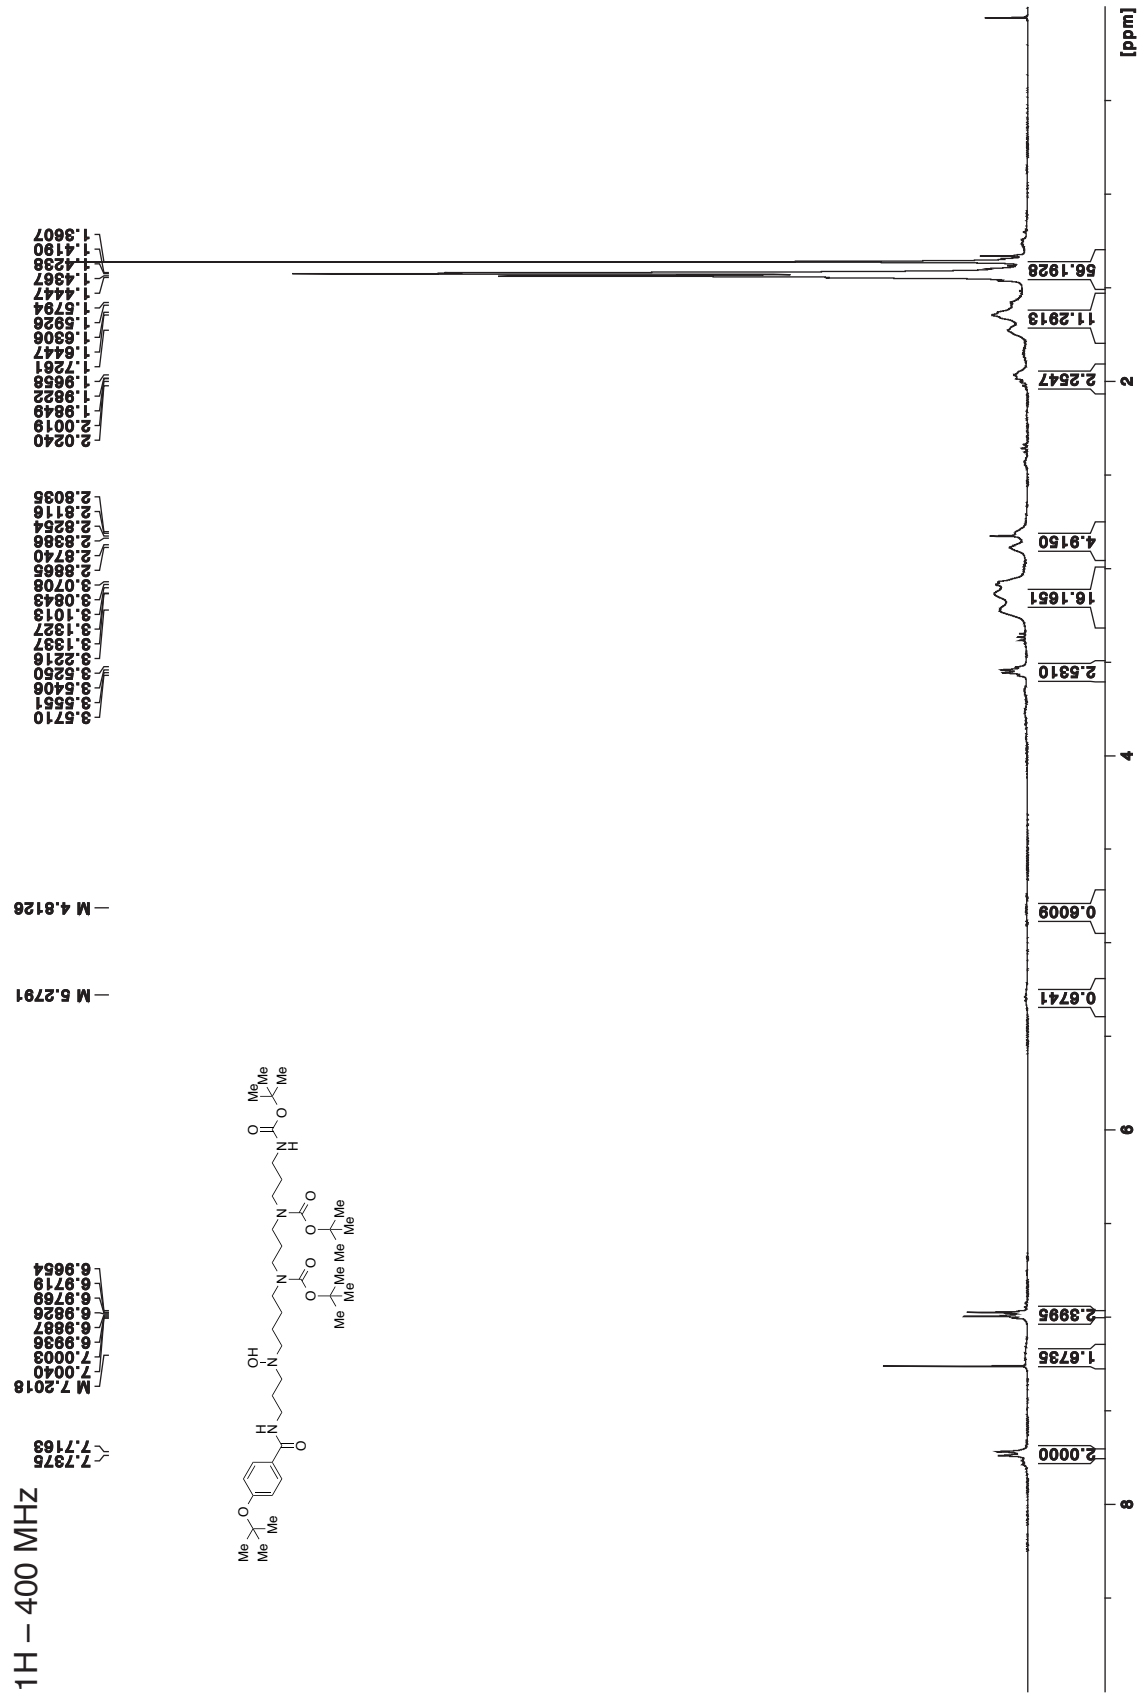 1H – 400 MHz
7.7375
7.7163
M 7.2018
7.0040
7.0003
6.9936
6.9887
6.9826
6.9769
6.9719
6.9654
M 5.2791
M 4.8126
3.5710
3.5551
3.5406
3.5250
3.2216
3.1337
3.1327
3.1013
3.0843
3.0708
2.8865
2.8740
2.8386
2.8254
2.8116
2.8035
2.0240
2.0019
1.9849
1.9822
1.9658
1.7261
1.6447
1.6306
1.5926
1.5794
1.4447
1.4367
1.4238
1.4190
1.3607
Me
Me
Me
O
O
H
N
OH
N
N
O
O
Me
Me
Me
N
O
O
Me
Me
Me
N
H
O
O
Me
Me
Me
2.0000
1.6735
2.3995
0.6741
0.6009
2.5310
16.1651
4.9150
2.2547
11.2913
56.1928
8
6
4
2
[ppm]